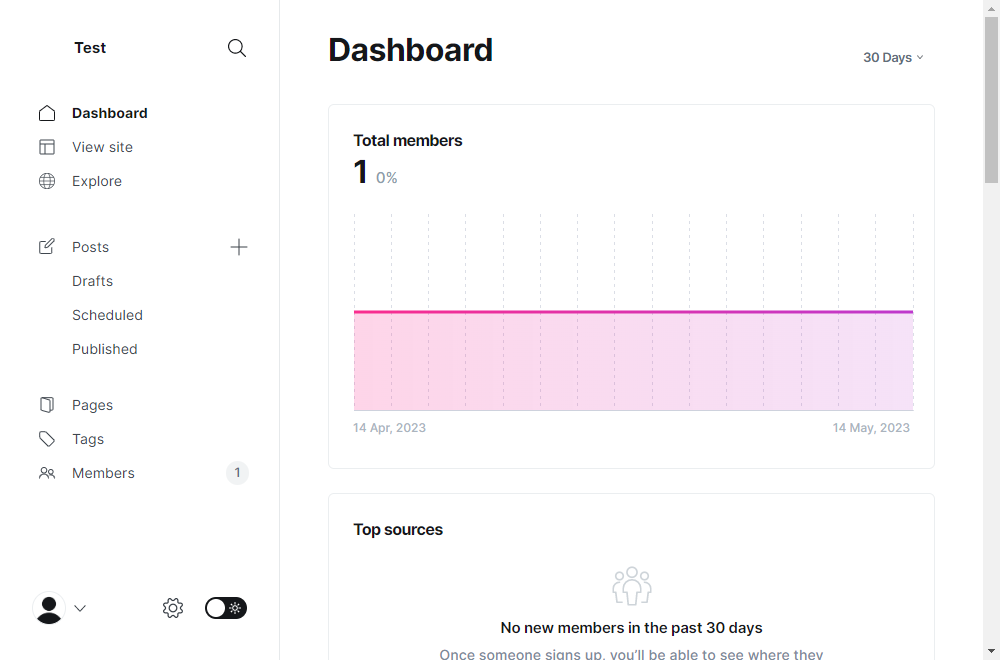 Test
Dashboard
View site
Explore
Posts
Drafts
Scheduled
Published
Pages
Tags
Members 1
Dashboard
30 Days
Total members
1 0%
14 Apr, 2023 14 May, 2023
Top sources
No new members in the past 30 days
Once someone signs up, you'll be able to see where they